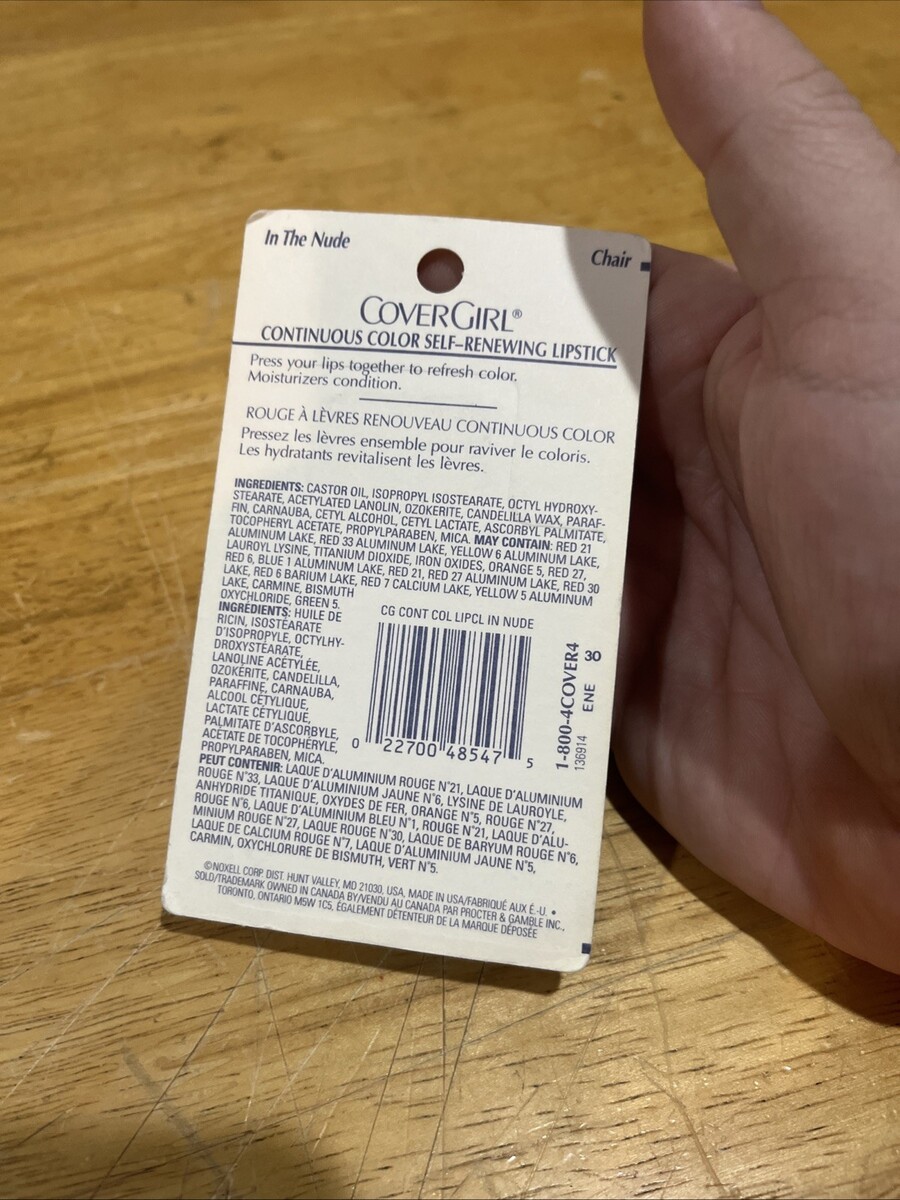 In The Nude
Chair
COVERGIRL®
CONTINUOUS COLOR SELF-RENEWING LIPSTICK
Press your lips together to refresh color.
Moisturizers condition.
ROUGE À LÈVRES RENOUVEAU CONTINUOUS COLOR
Pressez les lèvres ensemble pour raviver le coloris.
Les hydratants revitalisent les lèvres.
INGREDIENTS: CASTOR OIL, ISOPROPYL ISOSTEARATE, OCTYL HYDROXY-
STEARATE, ACETYLATED LANOLIN, OZOKERITE, CANDELILLA WAX, PARAF-
FIN, CARNAUBA, CETYL ALCOHOL, CETYL LACTATE, ASCORBYL PALMITATE,
TOCOPHERYL ACETATE, PROPYLPARABEN, MICA. MAY CONTAIN: RED 21
ALUMINUM LAKE, RED 33 ALUMINUM LAKE, YELLOW 6 ALUMINUM LAKE,
LAUROYL LYSINE, TITANIUM DIOXIDE, IRON OXIDES, ORANGE 5, RED 27,
RED 6, BLUE 1 ALUMINUM LAKE, RED 21, RED 27 ALUMINUM LAKE, RED 30
LAKE, RED 6 BARIUM LAKE, RED 7 CALCIUM LAKE, YELLOW 5 ALUMINUM
LAKE, CARMINE, BISMUTH
OXYCHLORIDE, GREEN 5.
INGRÉDIENTS: HUILE DE
RICIN, ISOSTÉARATE
D'ISOPROPYLE, OCTYLHY-
DROXYSTÉARATE,
LANOLINE ACÉTYLÉE,
OZOKÉRITE, CANDELILLA,
PARAFFINE, CARNAUBA,
ALCOOL CÉTYLIQUE,
LACTATE CÉTYLIQUE,
PALMITATE D'ASCORBYLE,
ACÉTATE DE TOCOPHÉRYLE,
PROPYLPARABEN, MICA.
CG CONT COL LIPCL IN NUDE
0 22700 48547 5
1-800-4COVER4
136914 ENE 30
PEUT CONTENIR: LAQUE D'ALUMINIUM ROUGE N°21, LAQUE D'ALUMINIUM
ROUGE N°33, LAQUE D'ALUMINIUM JAUNE N°6, LYSINE DE LAUROYLE,
ANHYDRIDE TITANIQUE, OXYDES DE FER, ORANGE N°5, ROUGE N°27,
ROUGE N°6, LAQUE D'ALUMINIUM BLEU N°1, ROUGE N°21, LAQUE D'ALU-
MINIUM ROUGE N°27, LAQUE ROUGE N°30, LAQUE DE BARYUM ROUGE N°6,
LAQUE DE CALCIUM ROUGE N°7, LAQUE D'ALUMINIUM JAUNE N°5,
CARMIN, OXYCHLORURE DE BISMUTH, VERT N°5.
©NOXELL CORP. DIST. HUNT VALLEY, MD 21030, USA. MADE IN USA/FABRIQUÉ AUX É.-U. •
SOLD/TRADEMARK OWNED IN CANADA BY/VENDU AU CANADA PAR PROCTER & GAMBLE INC.,
TORONTO, ONTARIO M5W 1C5, ÉGALEMENT DÉTENTEUR DE LA MARQUE DÉPOSÉE